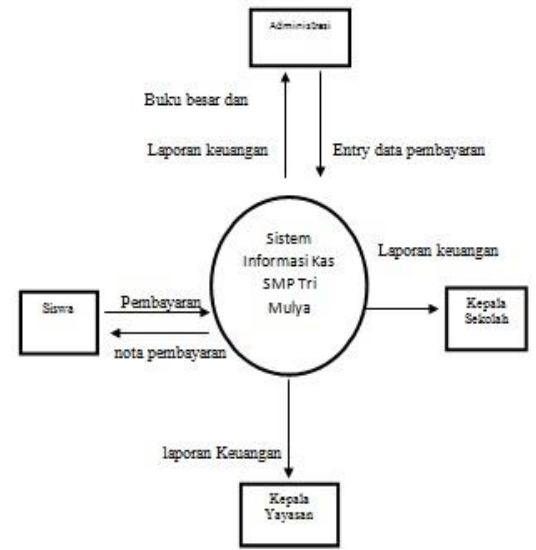 Administrasi
Buku besar dan
Laporan keuangan
Entry data pembayaran
Sistem
Informasi Kas
SMP Tri
Mulya
Laporan keuangan
Siswa
Pembayaran
nota pembayaran
Kepala
Sekolah
laporan Keuangan
Kepala
Yayasan